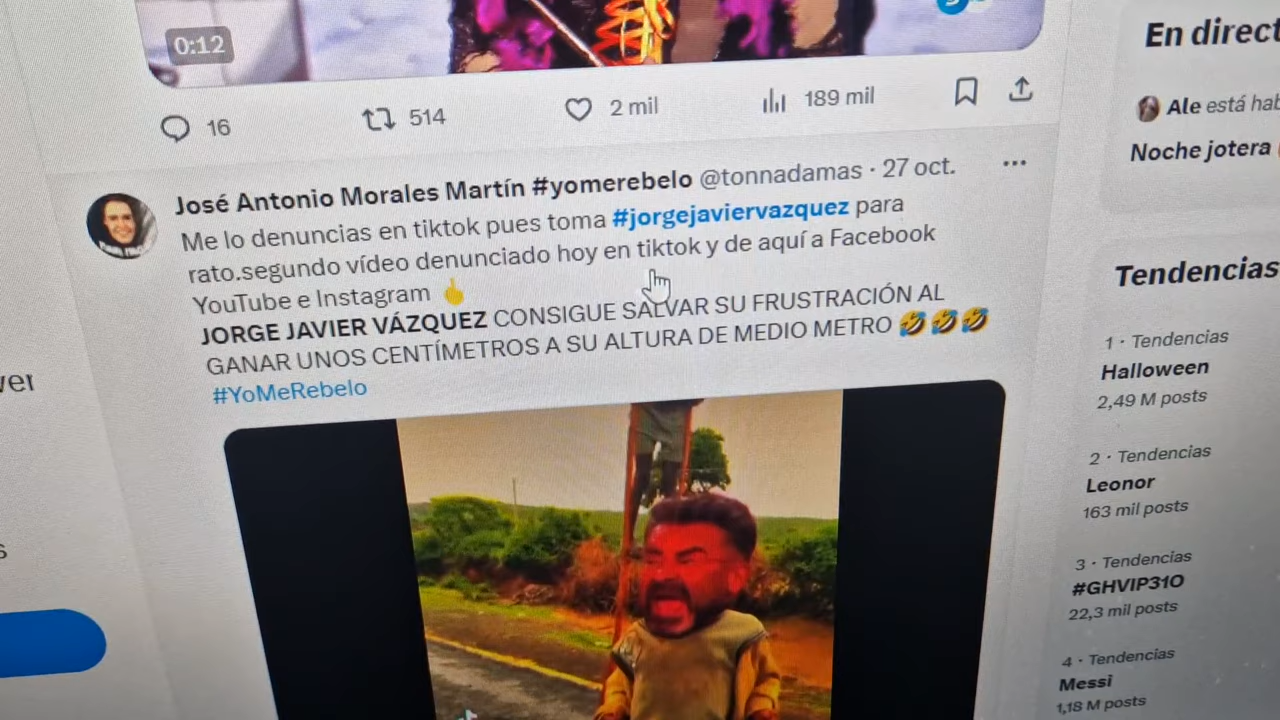 0:12
16
514
2 mil
189 mil
José Antonio Morales Martín #yomerebelo @tonnadamas · 27 oct.
Me lo denuncias en tiktok pues toma #jorgejaviervazquez para
rato.segundo vídeo denunciado hoy en tiktok y de aquí a Facebook
YouTube e Instagram 🖕
JORGE JAVIER VÁZQUEZ CONSIGUE SALVAR SU FRUSTRACIÓN AL
GANAR UNOS CENTÍMETROS A SU ALTURA DE MEDIO METRO 🤣🤣🤣
#YoMeRebelo
En direct
Ale está hab
Noche jotera
Tendencias
1 · Tendencias
Halloween
2,49 M posts
2 · Tendencias
Leonor
163 mil posts
3 · Tendencias
#GHVIP31O
22,3 mil posts
4 · Tendencias
Messi
1,18 M posts